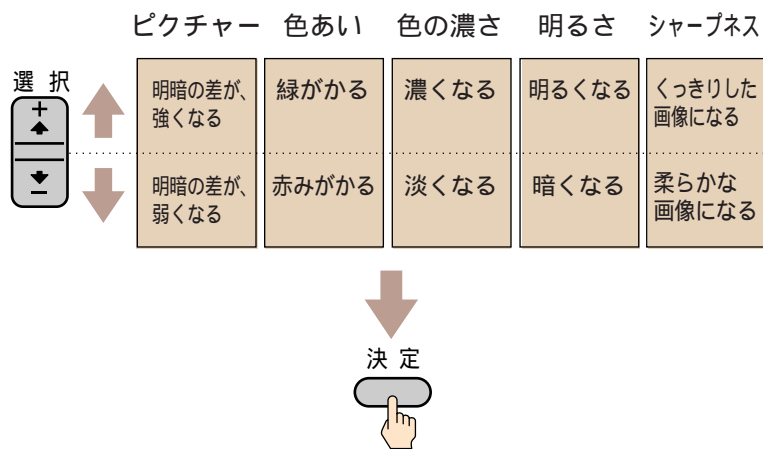 ピクチャー 色あい 色の濃さ 明るさ シャープネス
選 択
+
明暗の差が、
強くなる
緑がかる
濃くなる
明るくなる
くっきりした
画像になる
−
明暗の差が、
弱くなる
赤みがかる
淡くなる
暗くなる
柔らかな
画像になる
決 定